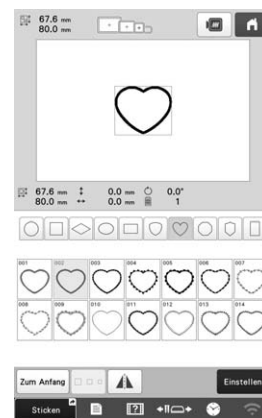 67.6 mm
80.0 mm
67.6 mm 0.0 mm 0.0°
80.0 mm 0.0 mm 1
001 002 003 004 005 006 007
008 009 010 011 012 013 014
Zum Anfang Einstellen
Sticken